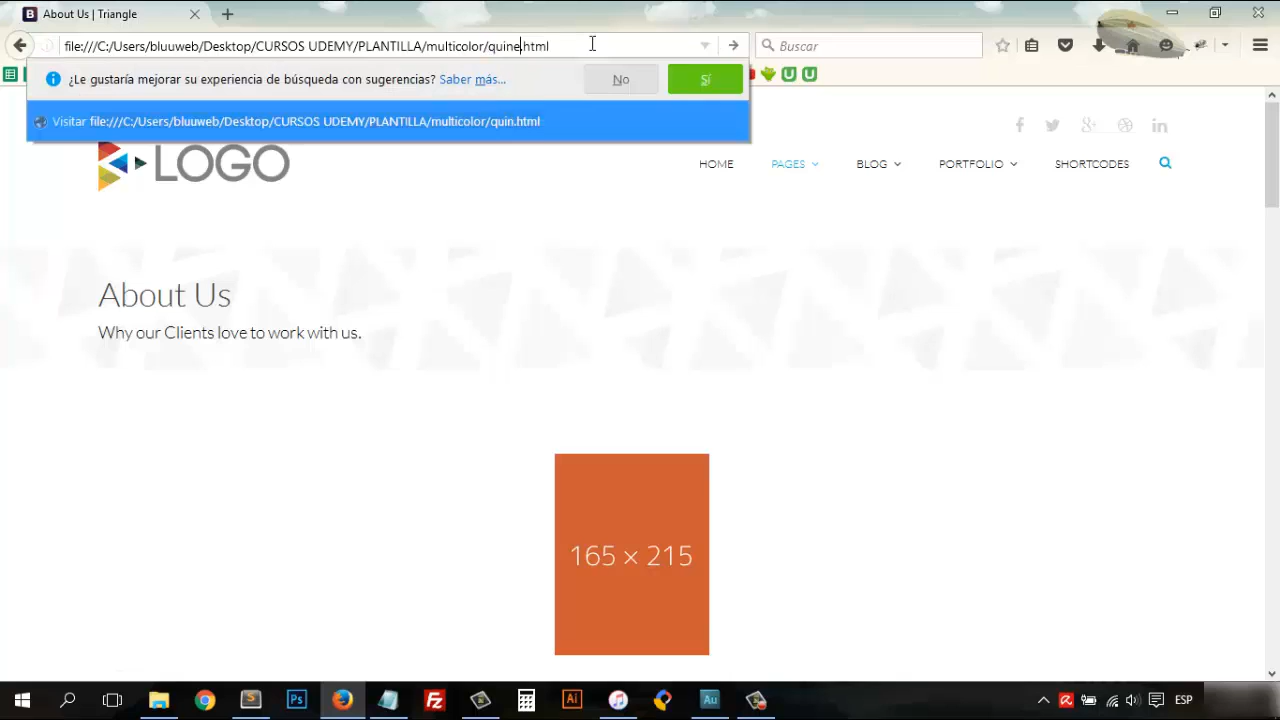 B About Us | Triangle
file:///C:/Users/bluuweb/Desktop/CURSOS UDEMY/PLANTILLA/multicolor/quine.html
Buscar
¿Le gustaría mejorar su experiencia de búsqueda con sugerencias? Saber más...
No
Sí
Visitar file:///C:/Users/bluuweb/Desktop/CURSOS UDEMY/PLANTILLA/multicolor/quin.html
LOGO
HOME
PAGES
BLOG
PORTFOLIO
SHORTCODES
About Us
Why our Clients love to work with us.
165 × 215
ESP